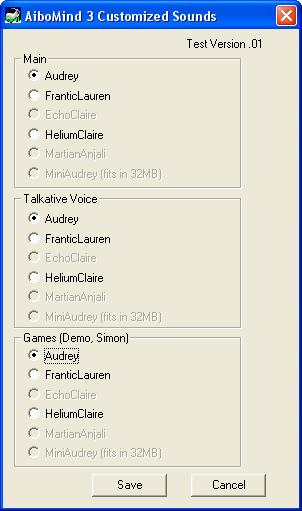 AiboMind 3 Customized Sounds
Test Version .01
Main
Audrey
FranticLauren
EchoClaire
HeliumClaire
MartianAnjali
MiniAudrey (fits in 32MB)
Talkative Voice
Audrey
FranticLauren
EchoClaire
HeliumClaire
MartianAnjali
MiniAudrey (fits in 32MB)
Games (Demo, Simon)
Audrey
FranticLauren
EchoClaire
HeliumClaire
MartianAnjali
MiniAudrey (fits in 32MB)
Save Cancel